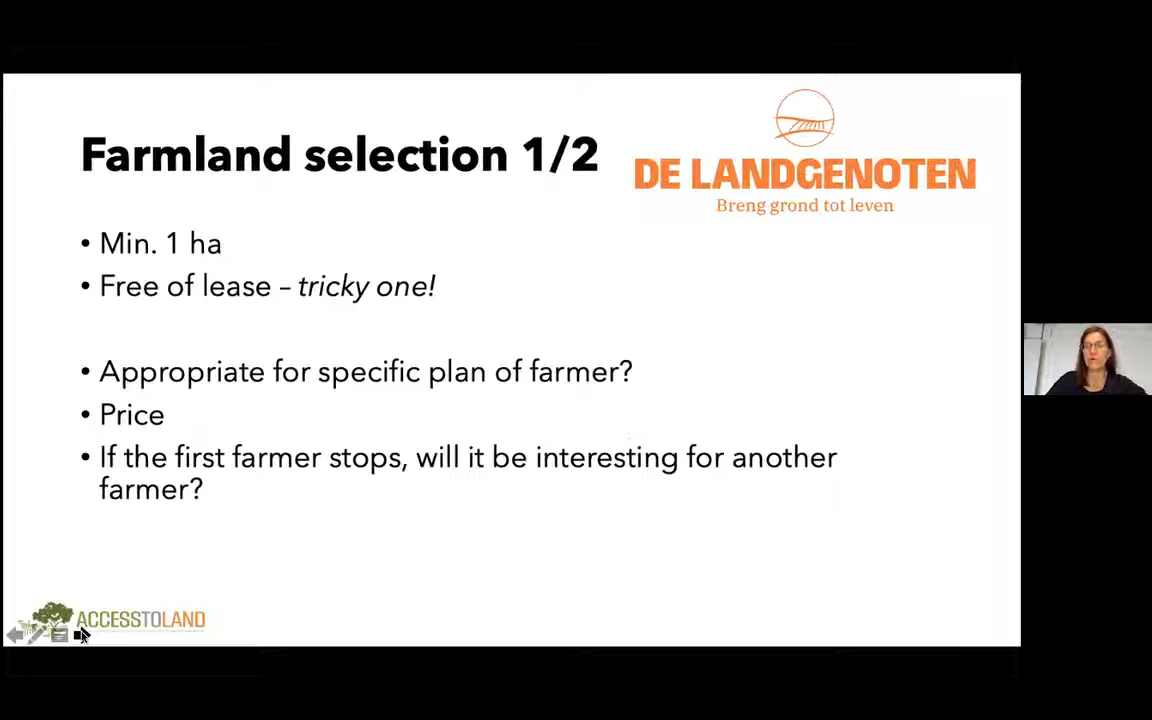 Farmland selection 1/2
DE LANDGENOTEN
Breng grond tot leven
• Min. 1 ha
• Free of lease – tricky one!
• Appropriate for specific plan of farmer?
• Price
• If the first farmer stops, will it be interesting for another
farmer?
ACCESSTOLAND